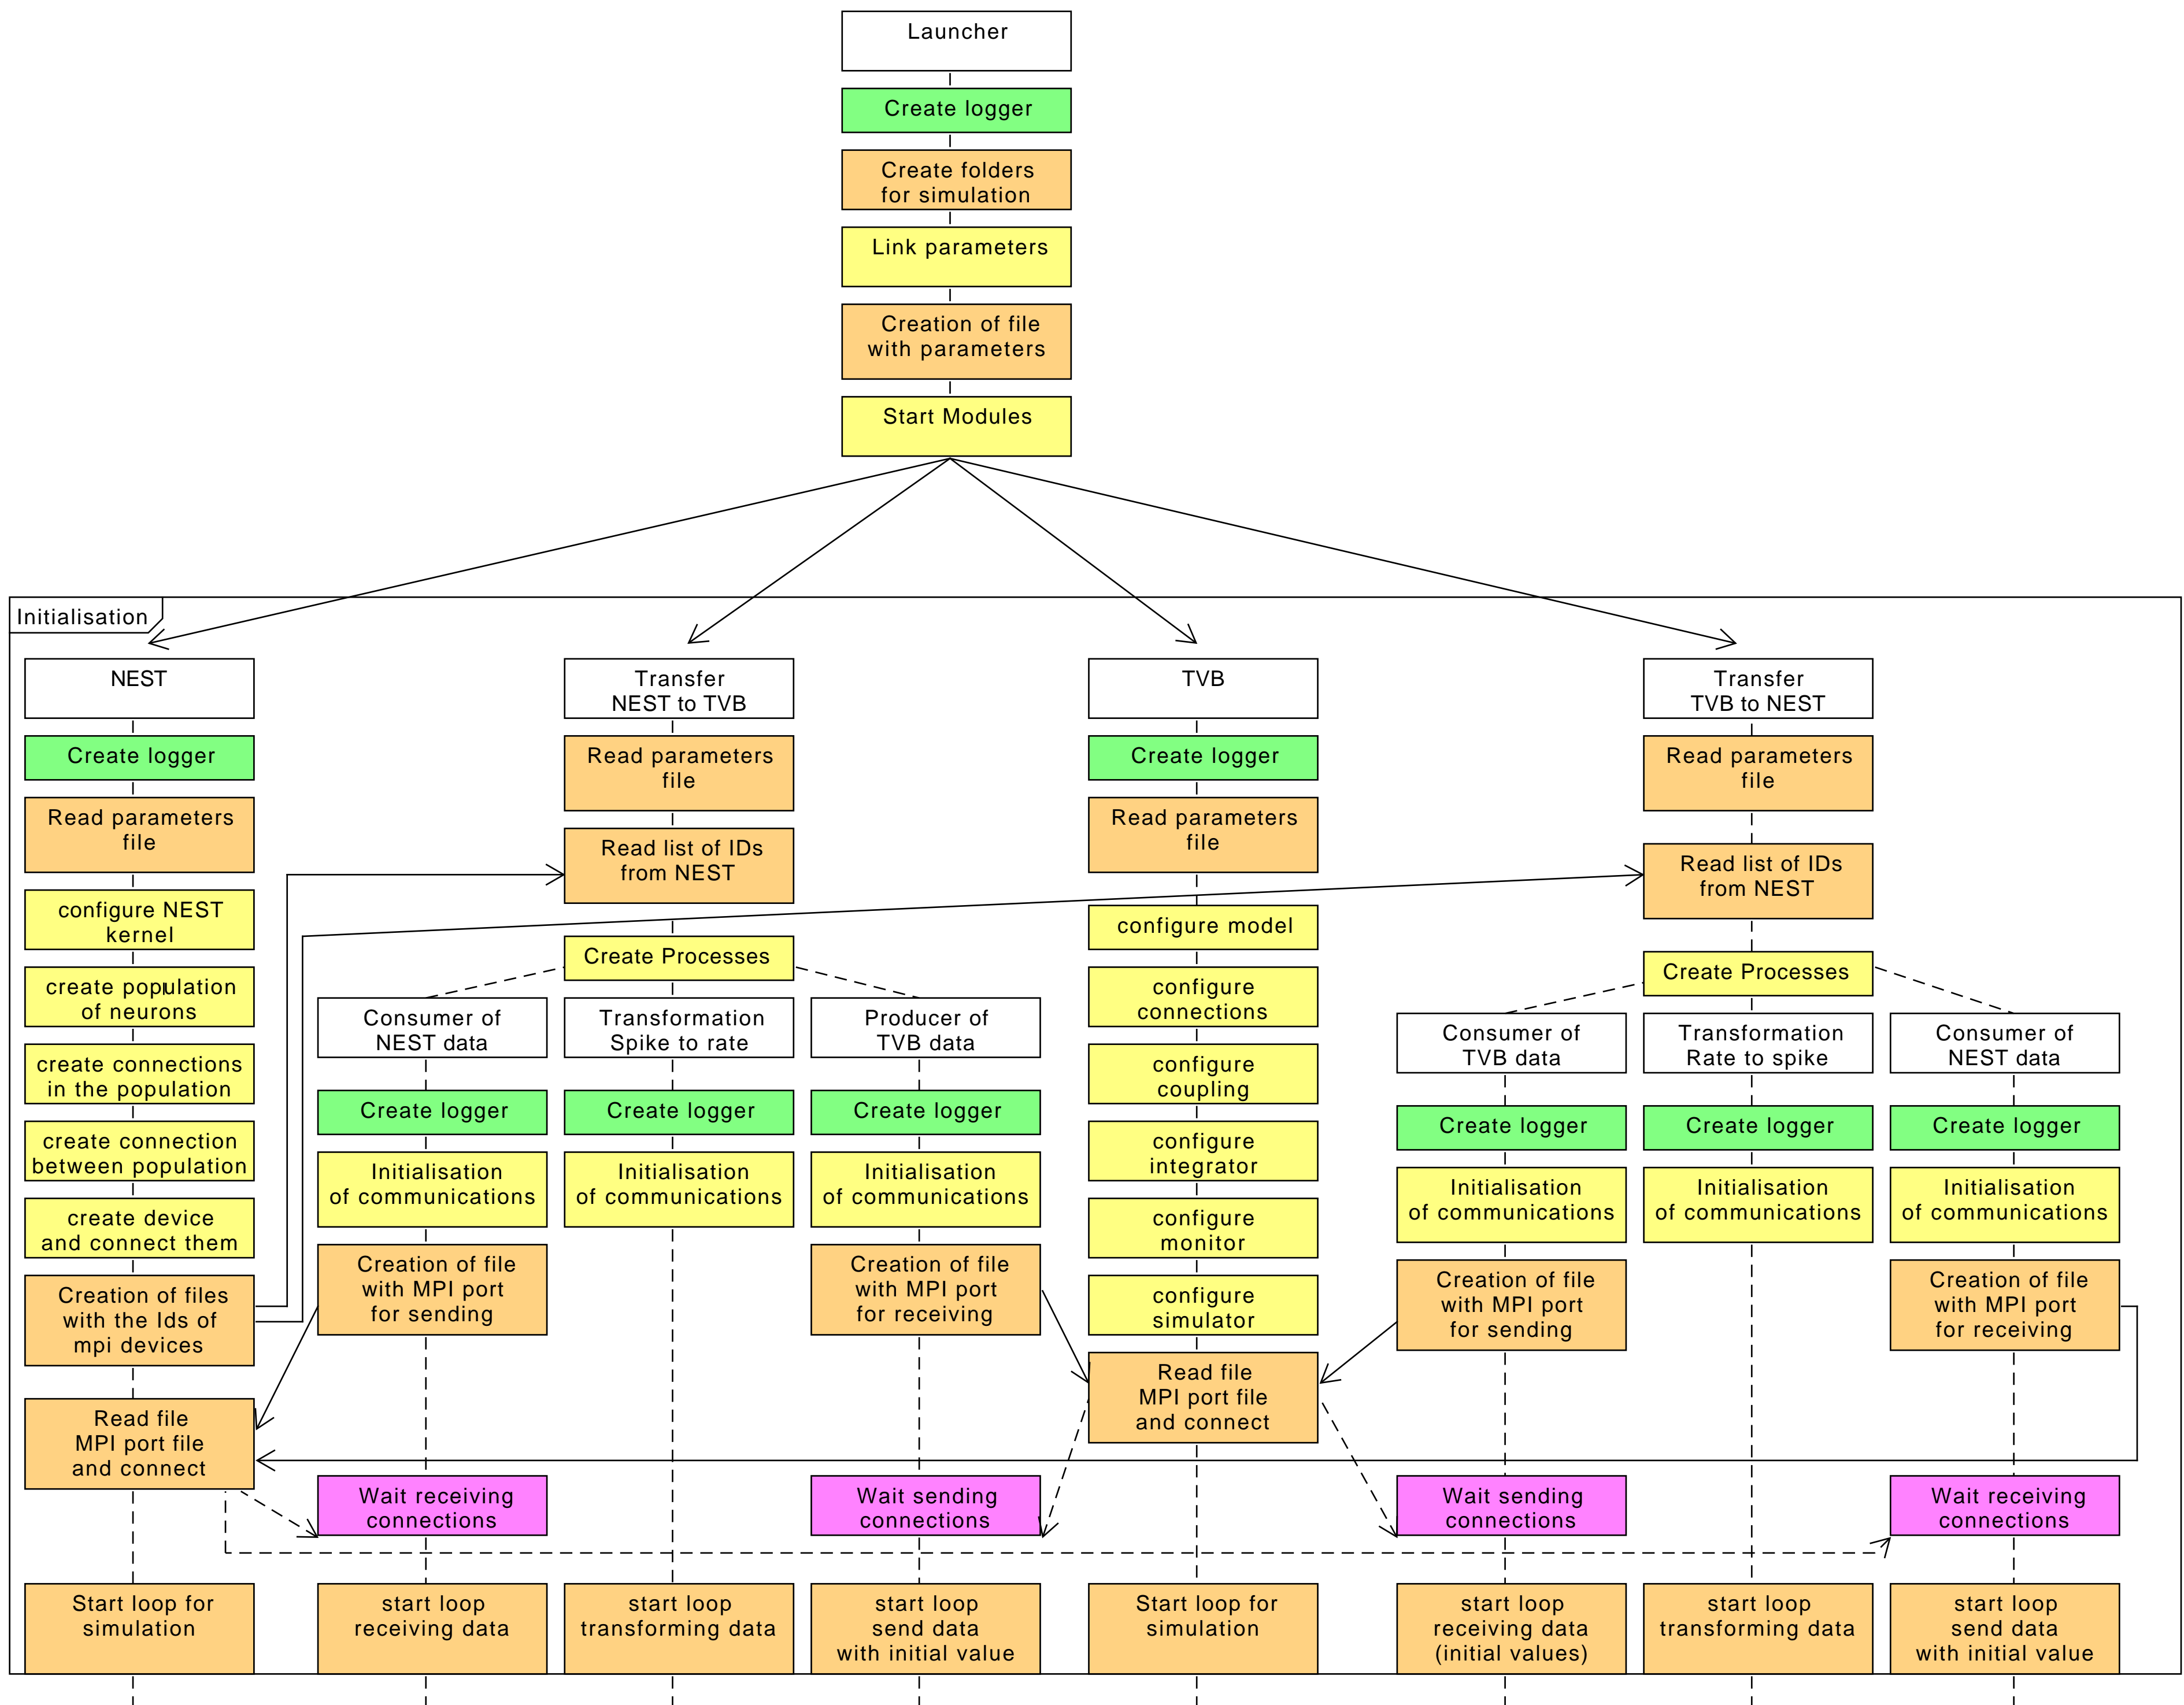 Launcher
Create logger
Create folders
for simulation
Link parameters
Creation of file
with parameters
Start Modules
Initialisation
NEST
Create logger
Read parameters
file
configure NEST
kernel
create population
of neurons
create connections
in the population
create connection
between population
create device
and connect them
Creation of files
with the Ids of
mpi devices
Read file
MPI port file
and connect
Start loop for
simulation
Transfer
NEST to TVB
Read parameters
file
Read list of IDs
from NEST
Create Processes
Consumer of
NEST data
Create logger
Initialisation
of communications
Creation of file
with MPI port
for sending
Wait receiving
connections
start loop
receiving data
Transformation
Spike to rate
Create logger
Initialisation
of communications
start loop
transforming data
Producer of
TVB data
Create logger
Initialisation
of communications
Creation of file
with MPI port
for receiving
Wait sending
connections
start loop
send data
with initial value
TVB
Create logger
Read parameters
file
configure model
configure
connections
configure
coupling
configure
integrator
configure
monitor
configure
simulator
Read file
MPI port file
and connect
Start loop for
simulation
Transfer
TVB to NEST
Read parameters
file
Read list of IDs
from NEST
Create Processes
Consumer of
TVB data
Create logger
Initialisation
of communications
Creation of file
with MPI port
for sending
Wait sending
connections
start loop
receiving data
(initial values)
Transformation
Rate to spike
Create logger
Initialisation
of communications
start loop
transforming data
Consumer of
NEST data
Create logger
Initialisation
of communications
Creation of file
with MPI port
for receiving
Wait receiving
connections
start loop
send data
with initial value